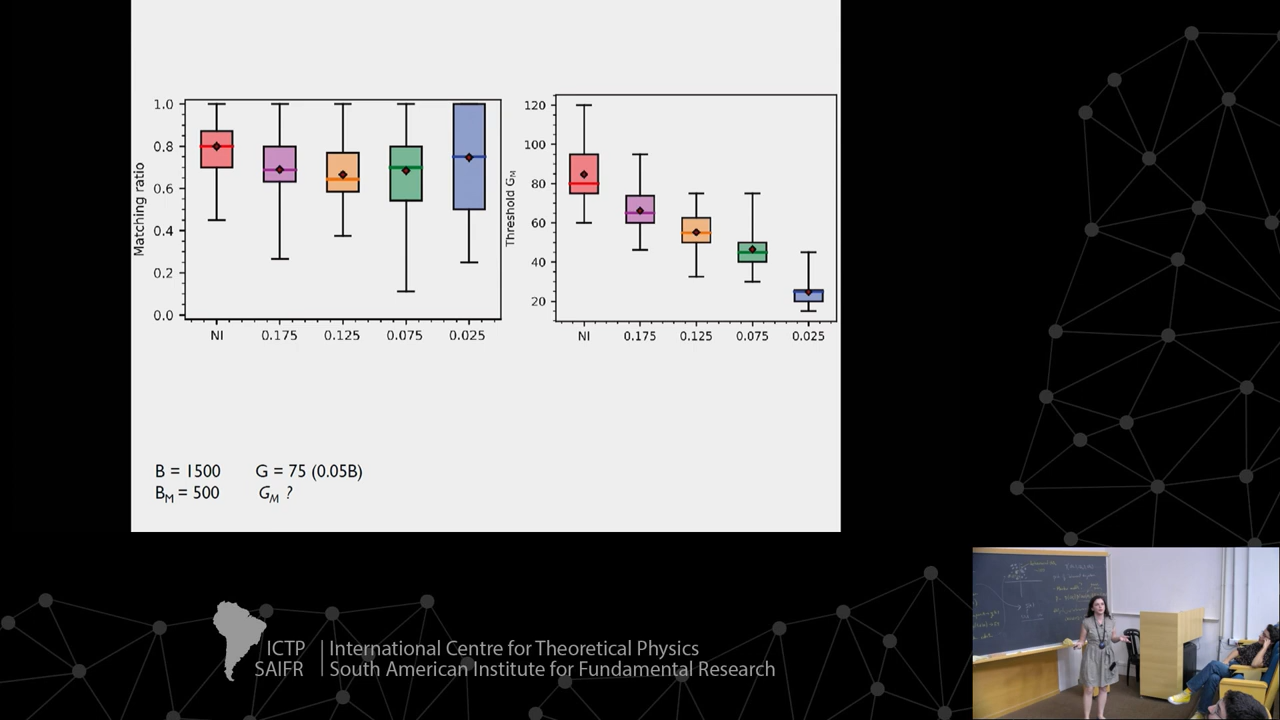 Matching ratio
1.0
0.8
0.6
0.4
0.2
0.0
NI 0.175 0.125 0.075 0.025
Threshold G_M
120
100
80
60
40
20
NI 0.175 0.125 0.075 0.025
B = 1500 G = 75 (0.05B)
B_M = 500 G_M ?
ICTP International Centre for Theoretical Physics
SAIFR South American Institute for Fundamental Research